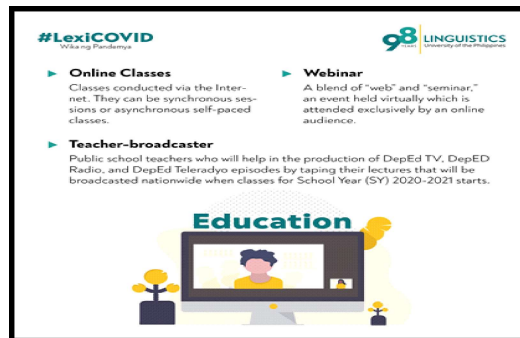 #LexiCOVID
Wika ng Pandemya
98 YEARS LINGUISTICS
University of the Philippines
Online Classes
Classes conducted via the Inter-
net. They can be synchronous ses-
sions or asynchronous self-paced
classes.
Webinar
A blend of “web” and “seminar,”
an event held virtually which is
attended exclusively by an online
audience.
Teacher-broadcaster
Public school teachers who will help in the production of DepEd TV, DepED
Radio, and DepEd Teleradyo episodes by taping their lectures that will be
broadcasted nationwide when classes for School Year (SY) 2020-2021 starts.
Education